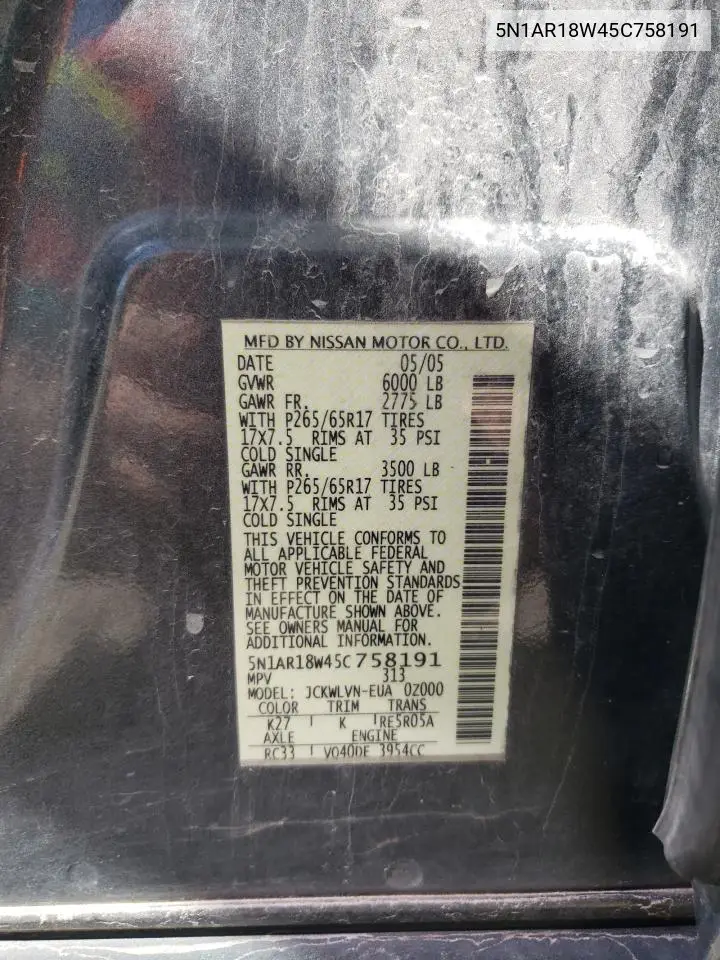 5N1AR18W45C758191
MFD BY NISSAN MOTOR CO., LTD.
DATE 05/05
GVWR 6000 LB
GAWR FR. 2775 LB
WITH P265/65R17 TIRES
17X7.5 RIMS AT 35 PSI
COLD SINGLE
GAWR RR. 3500 LB
WITH P265/65R17 TIRES
17X7.5 RIMS AT 35 PSI
COLD SINGLE
THIS VEHICLE CONFORMS TO
ALL APPLICABLE FEDERAL
MOTOR VEHICLE SAFETY AND
THEFT PREVENTION STANDARDS
IN EFFECT ON THE DATE OF
MANUFACTURE SHOWN ABOVE.
SEE OWNERS MANUAL FOR
ADDITIONAL INFORMATION.
5N1AR18W45C758191
MPV 313
MODEL: JCKWLVN-EUA 0Z000
COLOR TRIM TRANS
K27 K RE5R05A
AXLE ENGINE
RC33 VQ40DE 3954CC